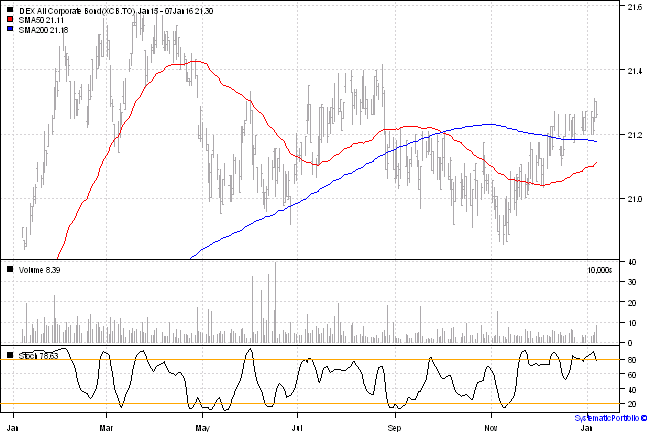 DEX All Corporate Bond(XCB.TO) Jan15 - 07Jan16 21.30
SMA50 21.11
SMA200 21.18
21.6
21.4
21.2
21.0
Volume 8.39
10,000s
40
30
20
10
0
Stoch 78.63
80
60
40
20
Jan
Mar
May
Jul
Sep
Nov
Jan
SystematicPortfolio ©